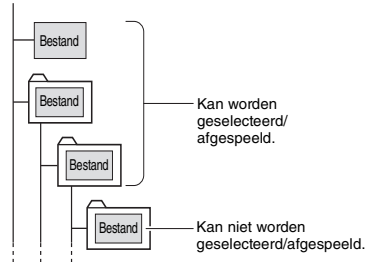 Bestand
Bestand
Kan worden
geselecteerd/
afgespeeld.
Bestand
Bestand
Kan niet worden
geselecteerd/afgespeeld.